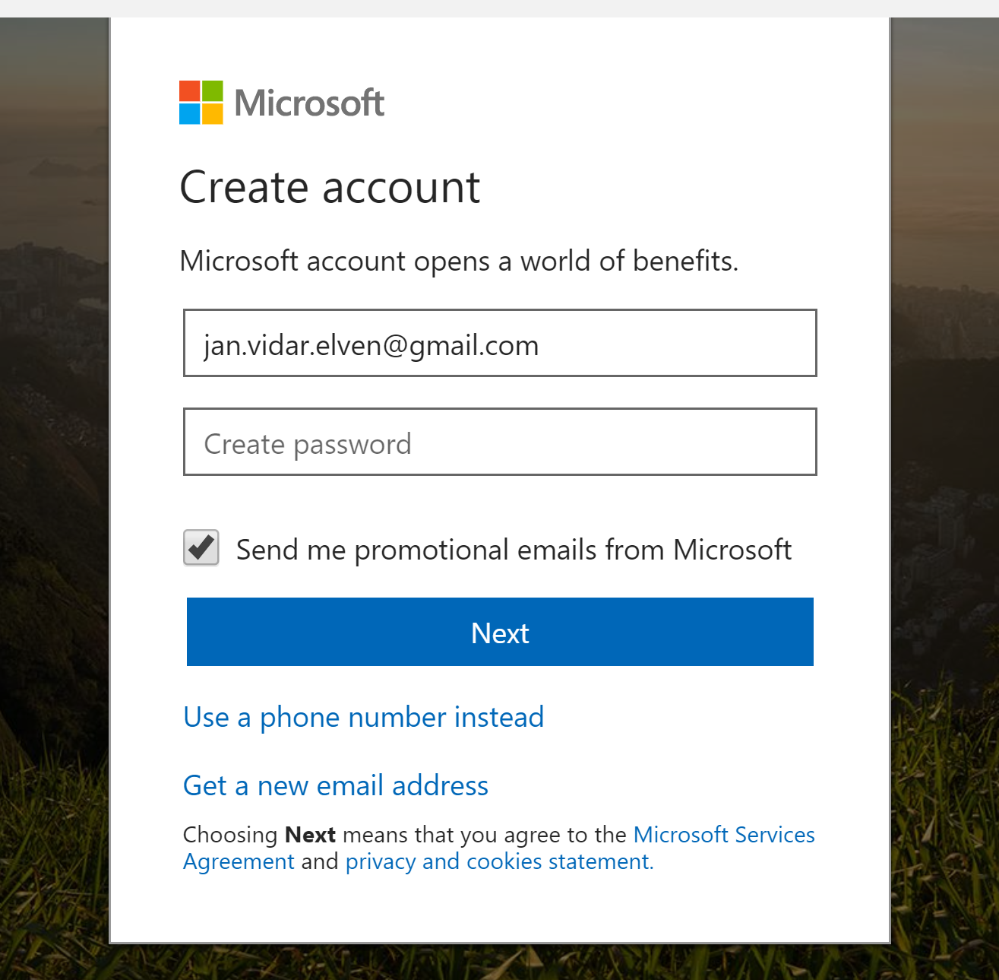 Microsoft
Create account
Microsoft account opens a world of benefits.
jan.vidar.elven@gmail.com
Create password
Send me promotional emails from Microsoft
Next
Use a phone number instead
Get a new email address
Choosing Next means that you agree to the Microsoft Services
Agreement and privacy and cookies statement.